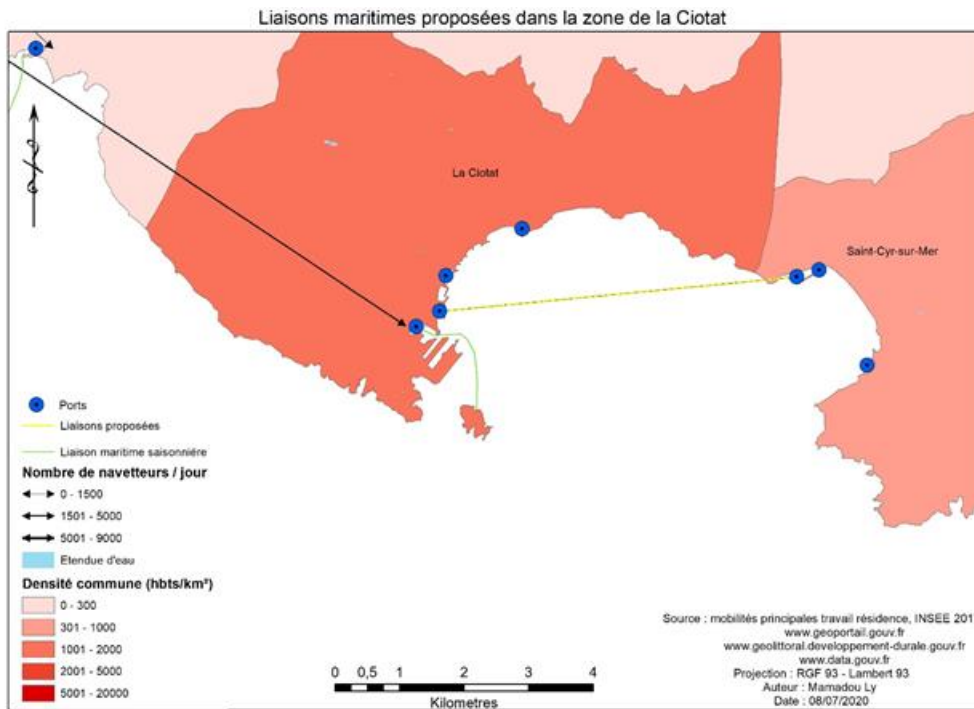 Liaisons maritimes proposées dans la zone de la Ciotat
La Ciotat
Saint-Cyr-sur-Mer
Ports
Liaisons proposées
Liaison maritime saisonnière
Nombre de navetteurs / jour
0 - 1500
1501 - 5000
5001 - 9000
Etendue d'eau
Densité commune (hbts/km²)
0 - 300
301 - 1000
1001 - 2000
2001 - 5000
5001 - 20000
0 0,5 1 2 3 4
Kilometres
Source : mobilités principales travail résidence, INSEE 201
www.geoportail.gouv.fr
www.geolittoral.developpement-durale.gouv.fr
www.data.gouv.fr
Projection : RGF 93 - Lambert 93
Auteur : Mamadou Ly
Date : 08/07/2020